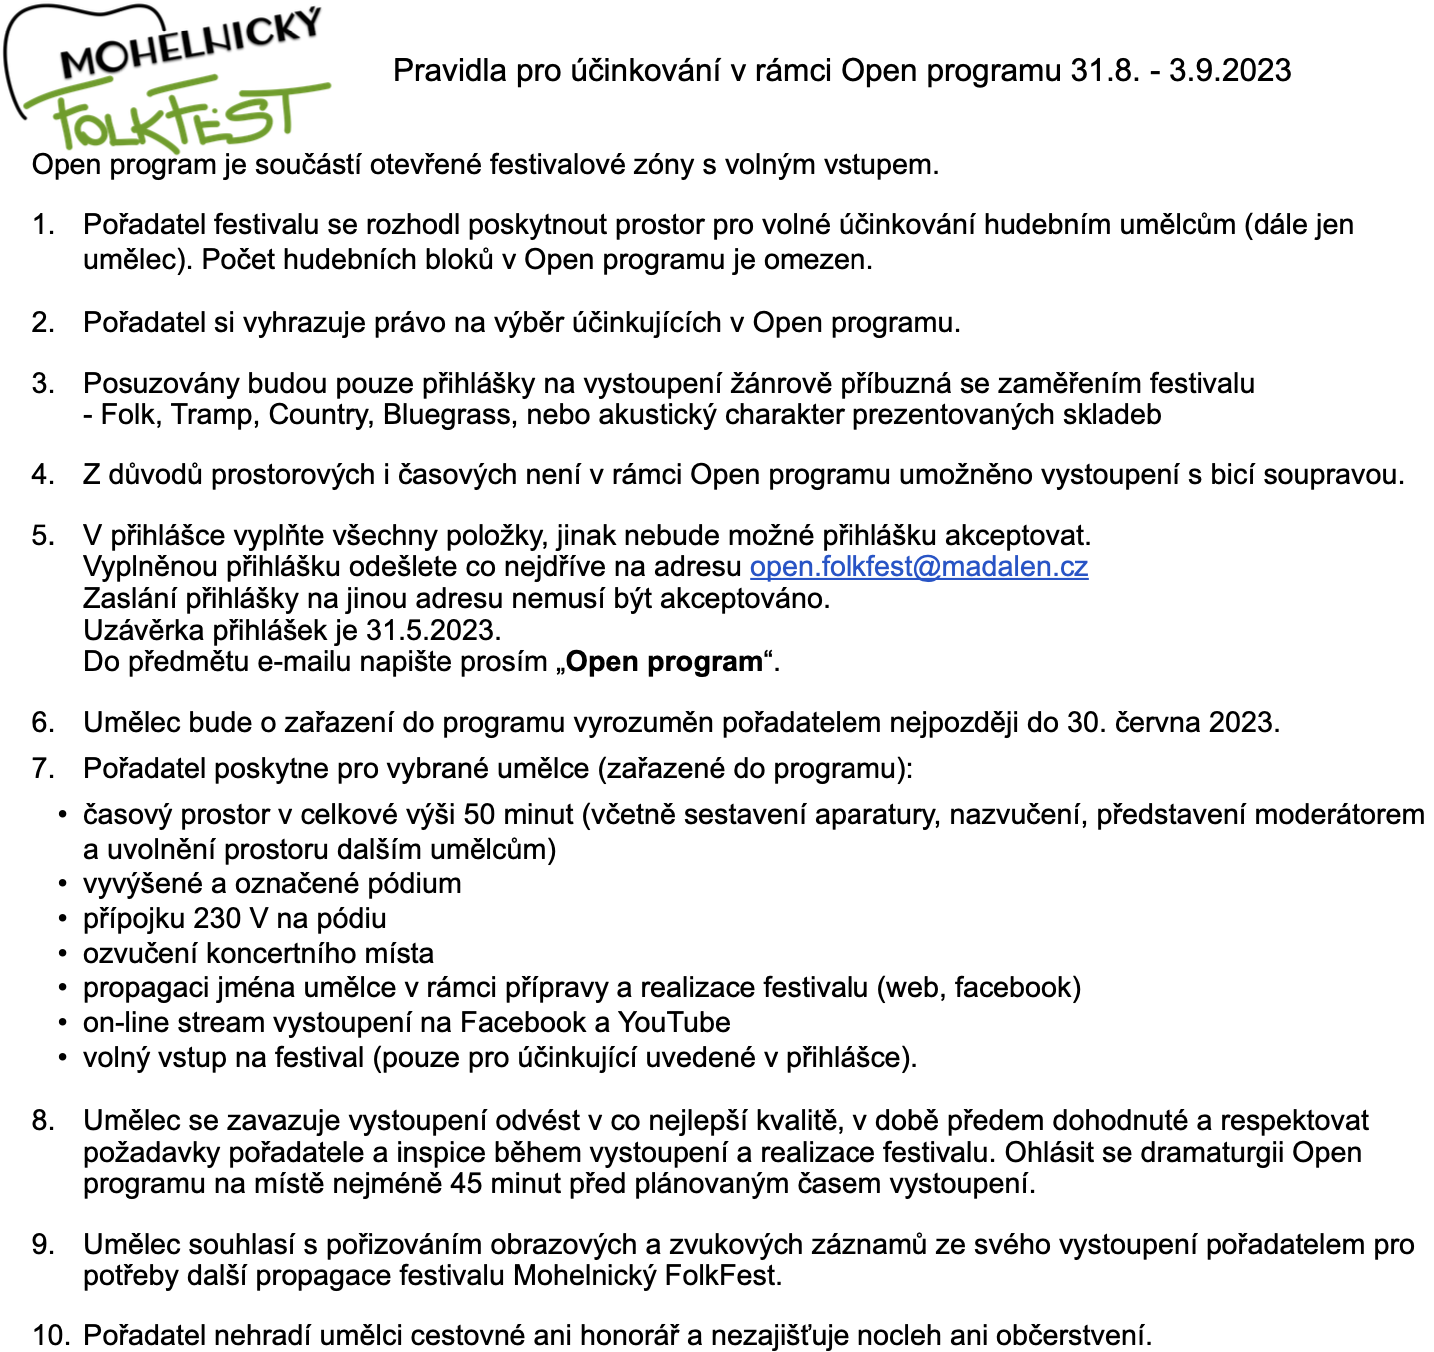 MOHELNICKÝ
FOLKFEST
Pravidla pro účinkování v rámci Open programu 31.8. - 3.9.2023
Open program je součástí otevřené festivalové zóny s volným vstupem.
1. Pořadatel festivalu se rozhodl poskytnout prostor pro volné účinkování hudebním umělcům (dále jen
umělec). Počet hudebních bloků v Open programu je omezen.
2. Pořadatel si vyhrazuje právo na výběr účinkujících v Open programu.
3. Posuzovány budou pouze přihlášky na vystoupení žánrově příbuzná se zaměřením festivalu
- Folk, Tramp, Country, Bluegrass, nebo akustický charakter prezentovaných skladeb
4. Z důvodů prostorových i časových není v rámci Open programu umožněno vystoupení s bicí soupravou.
5. V přihlášce vyplňte všechny položky, jinak nebude možné přihlášku akceptovat.
Vyplněnou přihlášku odešlete co nejdříve na adresu open.folkfest@madalen.cz
Zaslání přihlášky na jinou adresu nemusí být akceptováno.
Uzávěrka přihlášek je 31.5.2023.
Do předmětu e-mailu napište prosím „Open program“.
6. Umělec bude o zařazení do programu vyrozuměn pořadatelem nejpozději do 30. června 2023.
7. Pořadatel poskytne pro vybrané umělce (zařazené do programu):
• časový prostor v celkové výši 50 minut (včetně sestavení aparatury, nazvučení, představení moderátorem
a uvolnění prostoru dalším umělcům)
• vyvýšené a označené pódium
• přípojku 230 V na pódiu
• ozvučení koncertního místa
• propagaci jména umělce v rámci přípravy a realizace festivalu (web, facebook)
• on-line stream vystoupení na Facebook a YouTube
• volný vstup na festival (pouze pro účinkující uvedené v přihlášce).
8. Umělec se zavazuje vystoupení odvést v co nejlepší kvalitě, v době předem dohodnuté a respektovat
požadavky pořadatele a inspice během vystoupení a realizace festivalu. Ohlásit se dramaturgii Open
programu na místě nejméně 45 minut před plánovaným časem vystoupení.
9. Umělec souhlasí s pořizováním obrazových a zvukových záznamů ze svého vystoupení pořadatelem pro
potřeby další propagace festivalu Mohelnický FolkFest.
10. Pořadatel nehradí umělci cestovné ani honorář a nezajišťuje nocleh ani občerstvení.